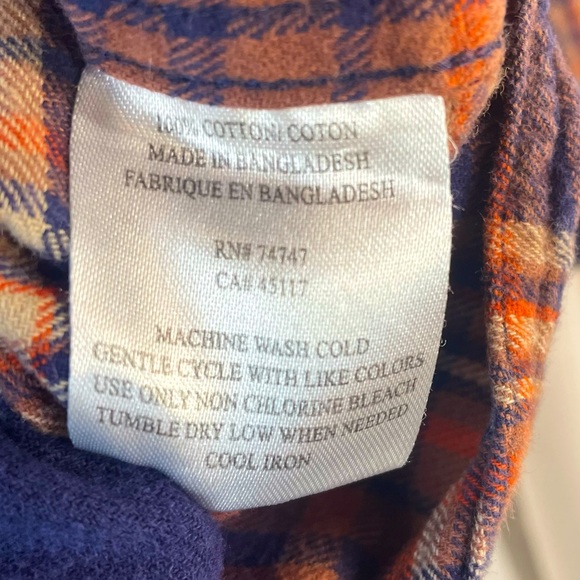 100% COTTON/ COTON
MADE IN BANGLADESH
FABRIQUE EN BANGLADESH
RN# 74747
CA# 45117
MACHINE WASH COLD
GENTLE CYCLE WITH LIKE COLORS
USE ONLY NON CHLORINE BLEACH
TUMBLE DRY LOW WHEN NEEDED
COOL IRON